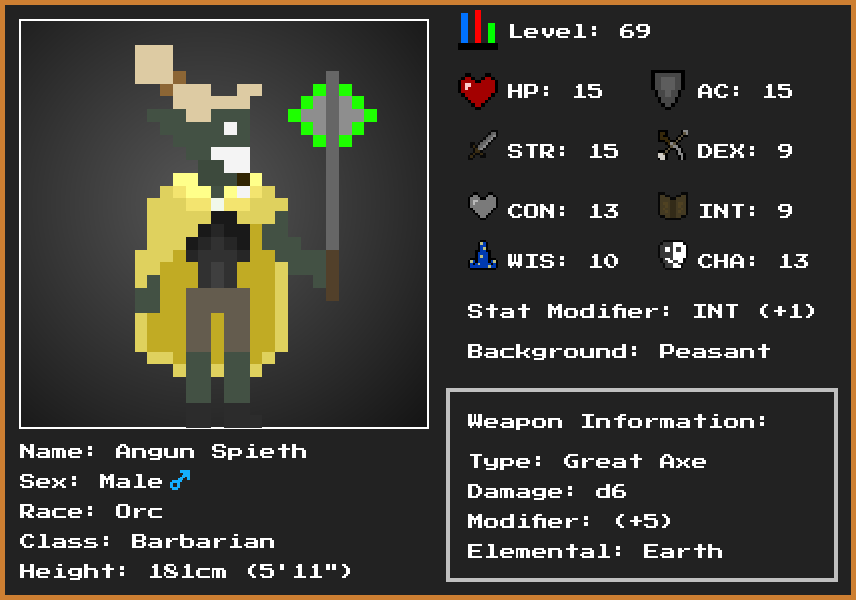 Level: 69
HP: 15 AC: 15
STR: 15 DEX: 9
CON: 13 INT: 9
WIS: 10 CHA: 13
Stat Modifier: INT (+1)
Background: Peasant
Weapon Information:
Type: Great Axe
Damage: d6
Modifier: (+5)
Elemental: Earth
Name: Angun Spieth
Sex: Male ♂
Race: Orc
Class: Barbarian
Height: 181cm (5'11")